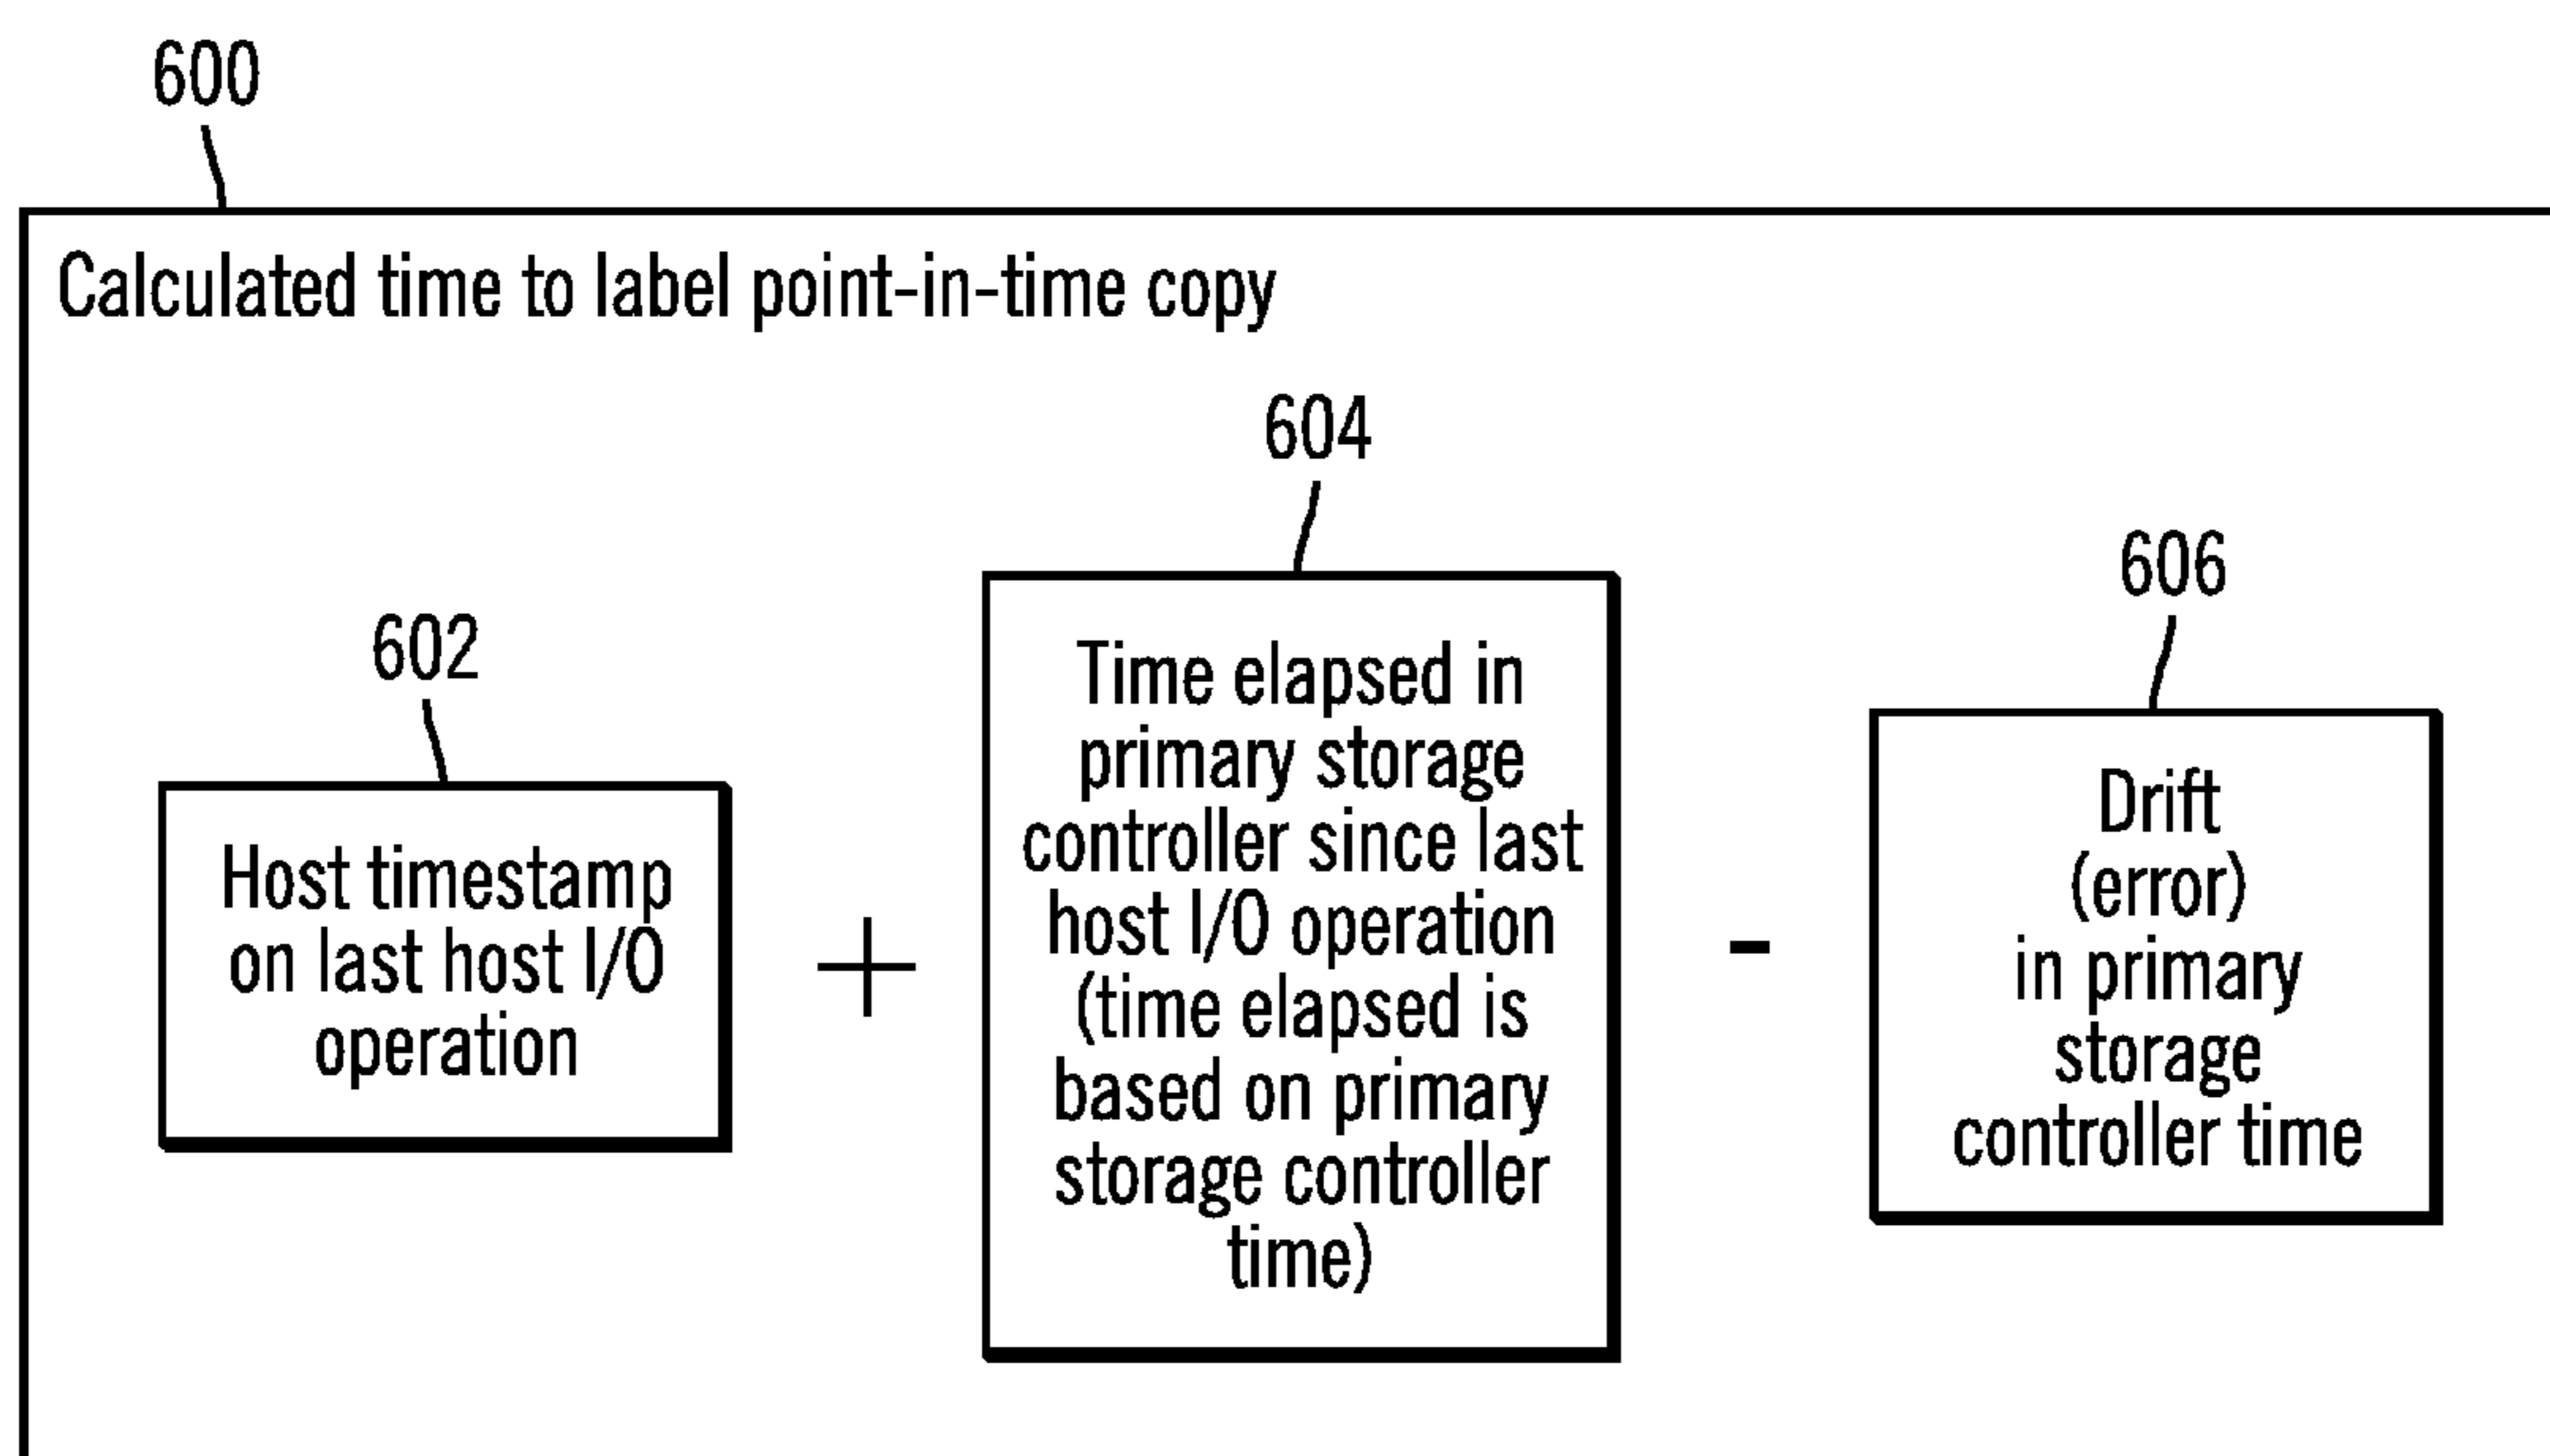 600
Calculated time to label point-in-time copy
602
Host timestamp
on last host I/O
operation
+
604
Time elapsed in
primary storage
controller since last
host I/O operation
(time elapsed is
based on primary
storage controller
time)
-
606
Drift
(error)
in primary
storage
controller time